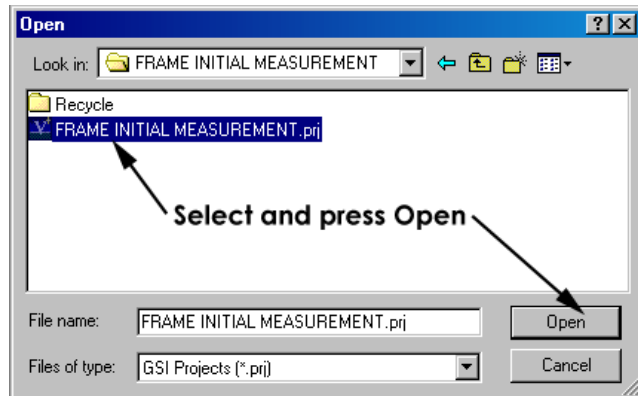 Open
Look in: FRAME INITIAL MEASUREMENT
Recycle
FRAME INITIAL MEASUREMENT.prj
Select and press Open
File name: FRAME INITIAL MEASUREMENT.prj Open
Files of type: GSI Projects (*.prj) Cancel